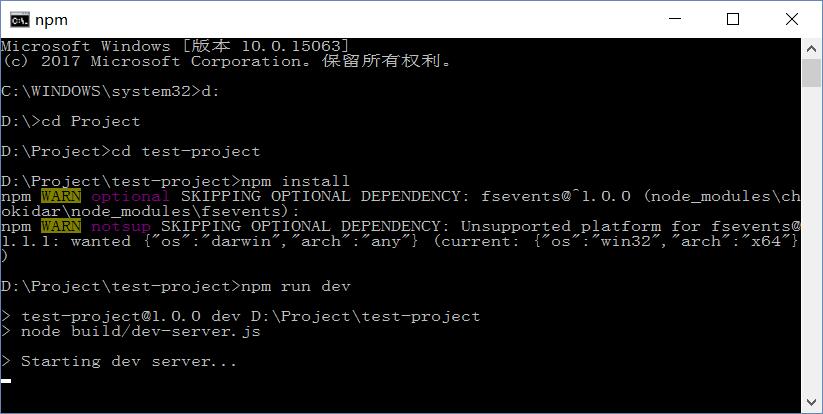 npm
Microsoft Windows [版本 10.0.15063]
(c) 2017 Microsoft Corporation。保留所有权利。
C:\WINDOWS\system32>d:
D:\>cd Project
D:\Project>cd test-project
D:\Project\test-project>npm install
npm WARN optional SKIPPING OPTIONAL DEPENDENCY: fsevents@^1.0.0 (node_modules\ch
okidar\node_modules\fsevents):
npm WARN notsup SKIPPING OPTIONAL DEPENDENCY: Unsupported platform for fsevents@
1.1.1: wanted {"os":"darwin","arch":"any"} (current: {"os":"win32","arch":"x64"}
)
D:\Project\test-project>npm run dev
> test-project@1.0.0 dev D:\Project\test-project
> node build/dev-server.js
> Starting dev server...